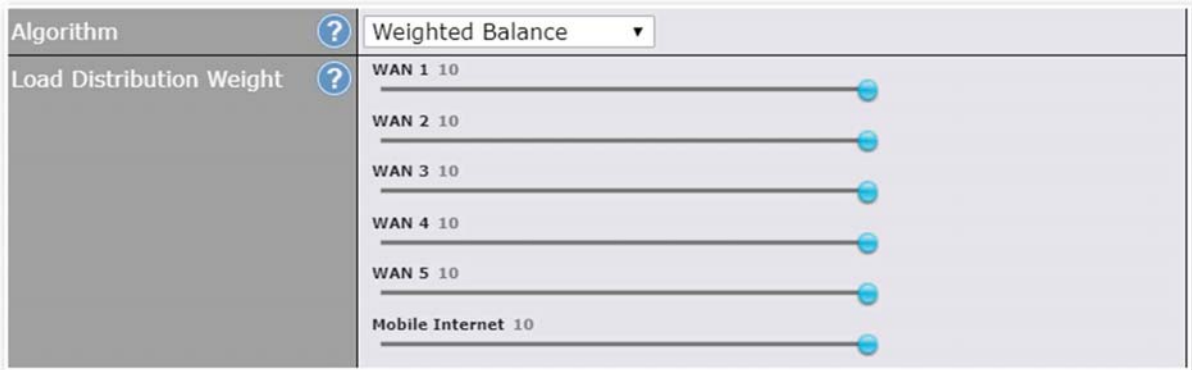 Algorithm ? Weighted Balance
Load Distribution Weight ? WAN 1 10
WAN 2 10
WAN 3 10
WAN 4 10
WAN 5 10
Mobile Internet 10